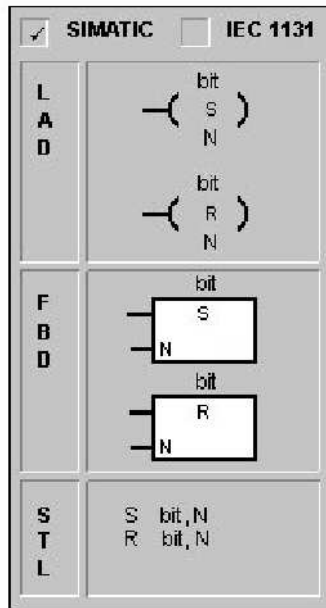 SIMATIC IEC 1131
L
A
D
bit
S
N
bit
R
N
F
B
D
bit
S
N
bit
R
N
S
T
L
S bit, N
R bit, N